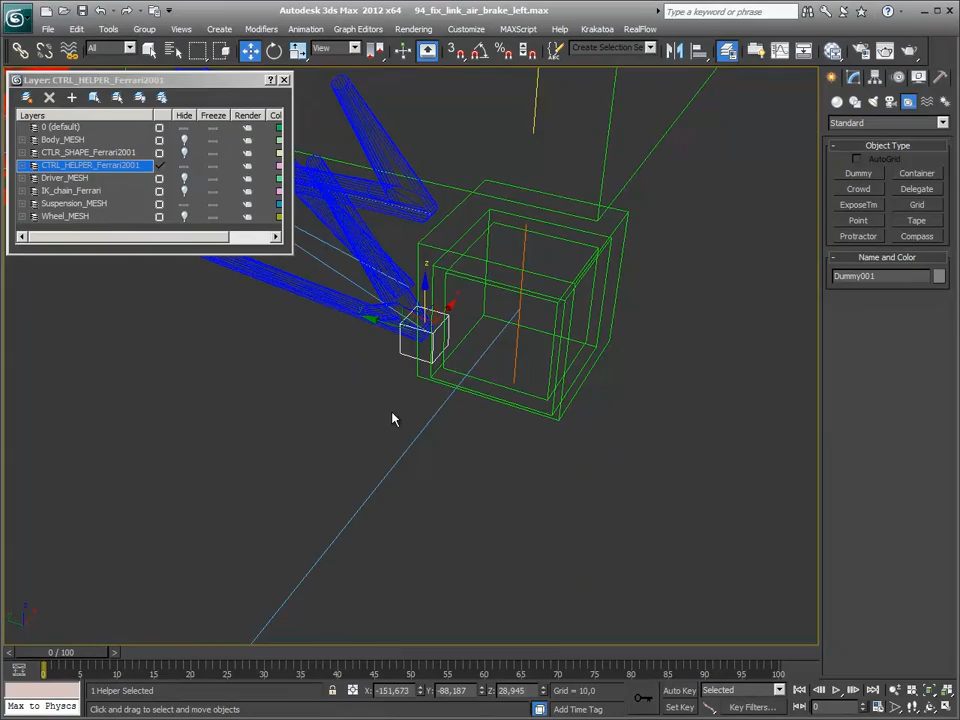 Autodesk 3ds Max 2012 x64 94_fix_link_air_brake_left.max
Type a keyword or phrase
File Edit Tools Group Views Create Modifiers Animation Graph Editors Rendering Customize MAXScript Help Krakatoa RealFlow
All View Create Selection Se
Layer: CTRL_HELPER_Ferrari2001 ?
Layers Hide Freeze Render Col
0 (default)
Body_MESH
CTLR_SHAPE_Ferrari2001
CTRL_HELPER_Ferrari2001
Driver_MESH
IK_chain_Ferrari
Suspension_MESH
Wheel_MESH
Standard
Object Type
AutoGrid
Dummy Container
Crowd Delegate
ExposeTm Grid
Point Tape
Protractor Compass
Name and Color
Dummy001
z
0 / 100
0 5 10 15 20 25 30 35 40 45 50 55 60 65 70 75 80 85 90 95 100
1 Helper Selected X: -151,673 Y: -88,187 Z: 28,945 Grid = 10,0 Auto Key Selected
Max to Physics Click and drag to select and move objects Add Time Tag Set Key Key Filters... 0